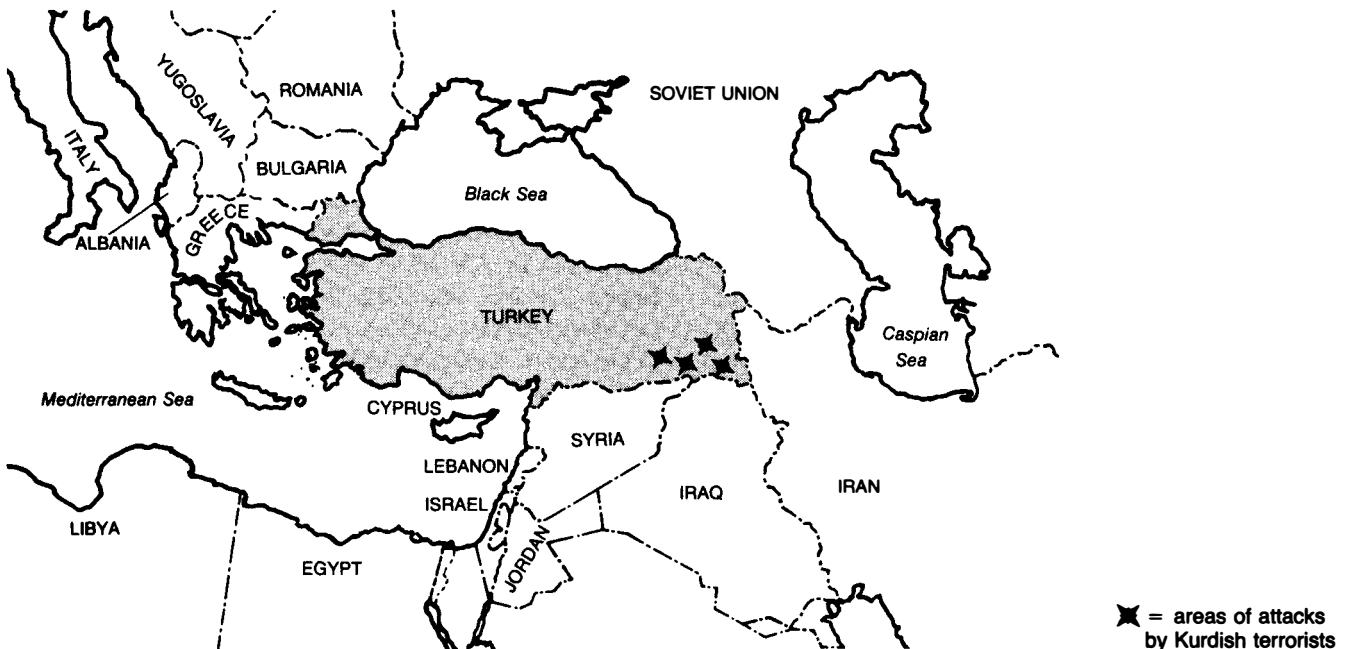 YUGOSLAVIA
ROMANIA
SOVIET UNION
ITALY
BULGARIA
Black Sea
ALBANIA
GREECE
TURKEY
Caspian
Sea
Mediterranean Sea
CYPRUS
SYRIA
LEBANON
ISRAEL
IRAQ
IRAN
LIBYA
EGYPT
JORDAN
= areas of attacks
by Kurdish terrorists